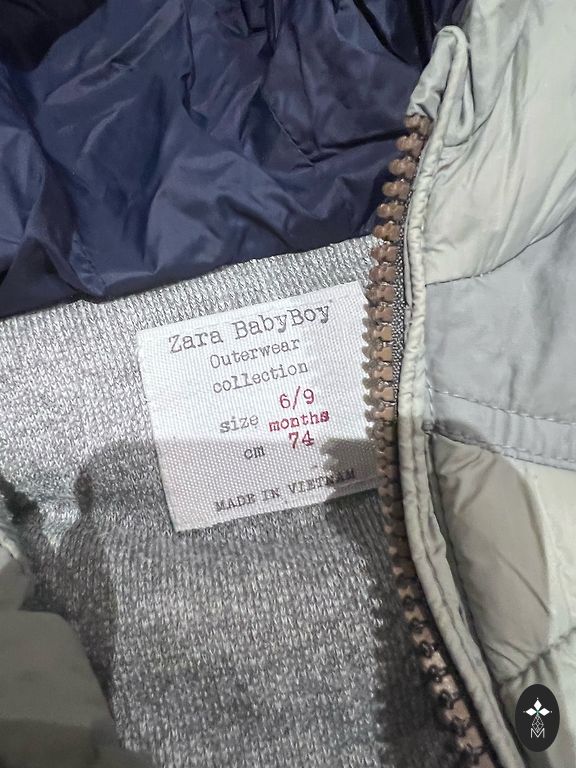 Zara BabyBoy
Outerwear
collection
size 6/9
months
cm 74
MADE IN VIETNAM
M